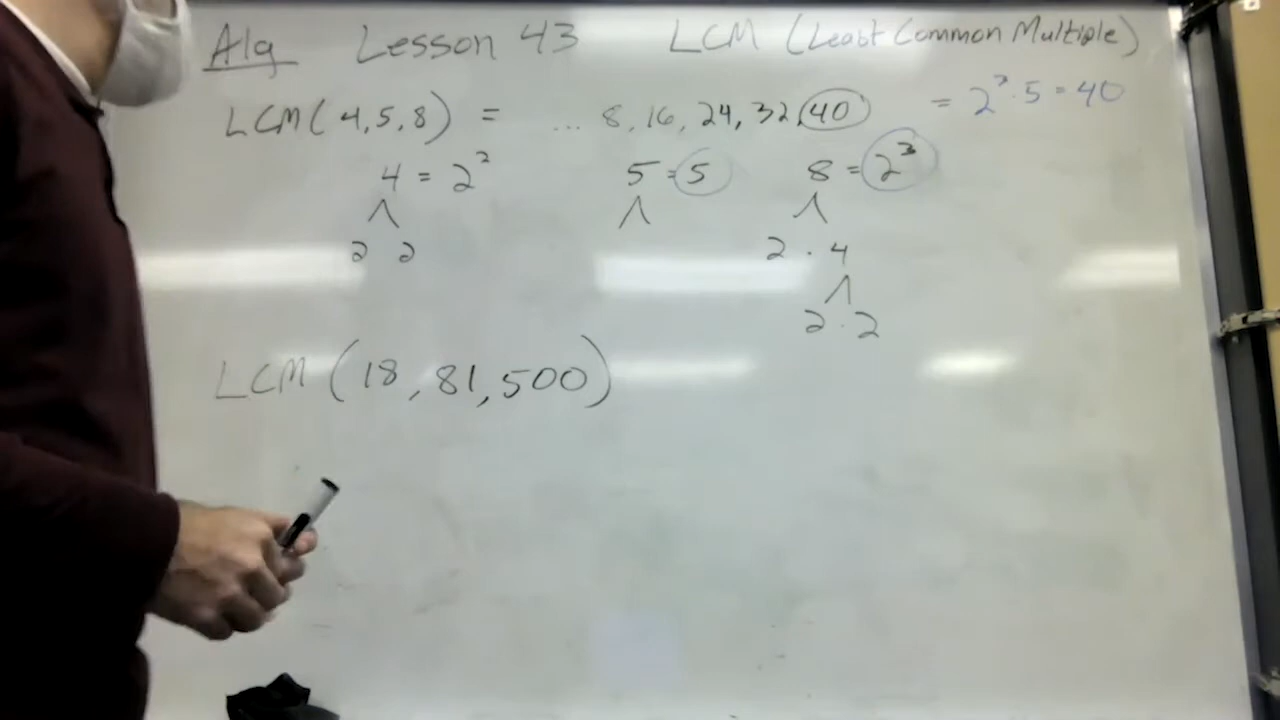 Alg Lesson 43 LCM (Least Common Multiple)
LCM(4,5,8) = ... 8, 16, 24, 32, 40 = 2³·5 = 40
4 = 2² 5 = 5 8 = 2³
2 2 2 · 4
2 · 2
LCM (18, 81, 500)